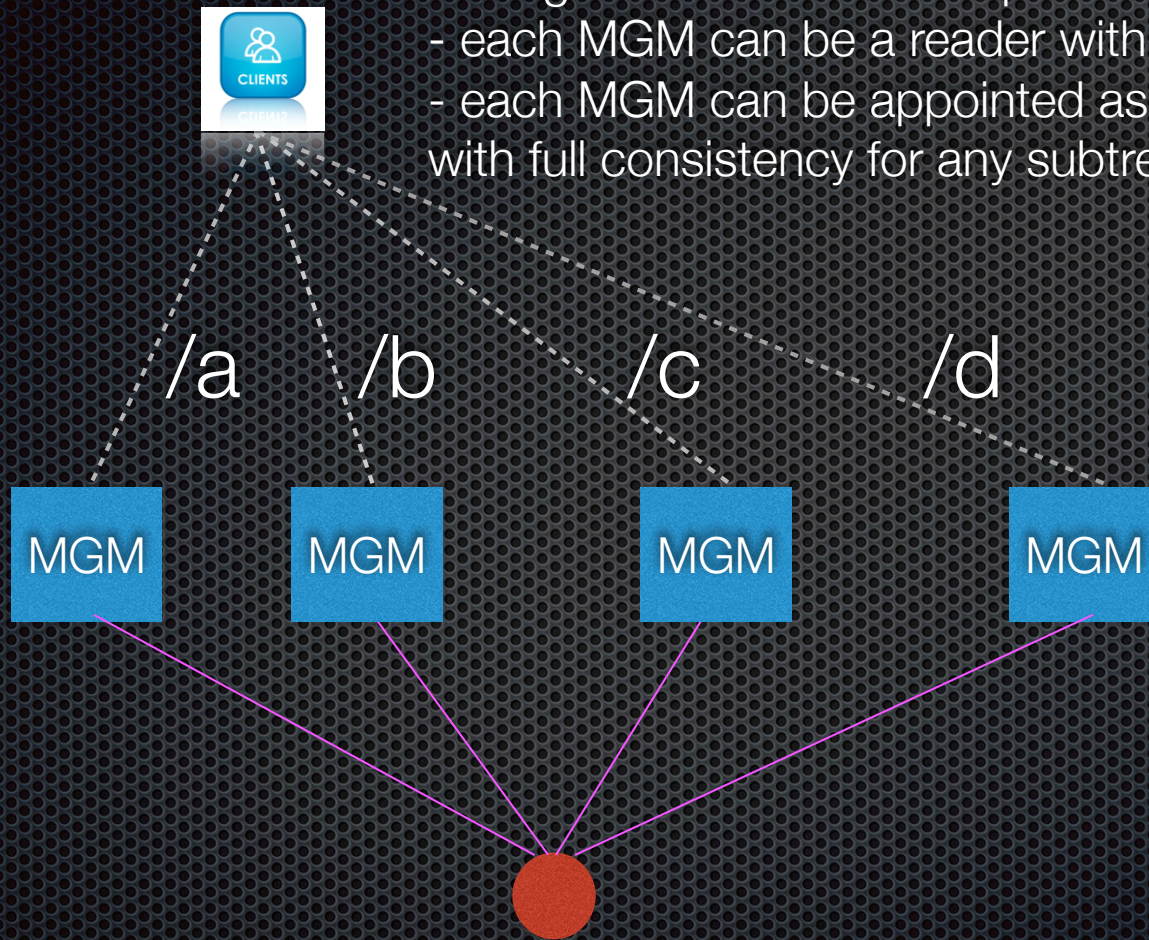 CLIENTS
- each MGM can be a reader with
- each MGM can be appointed as
with full consistency for any subtre
/a /b /c /d
MGM MGM MGM MGM